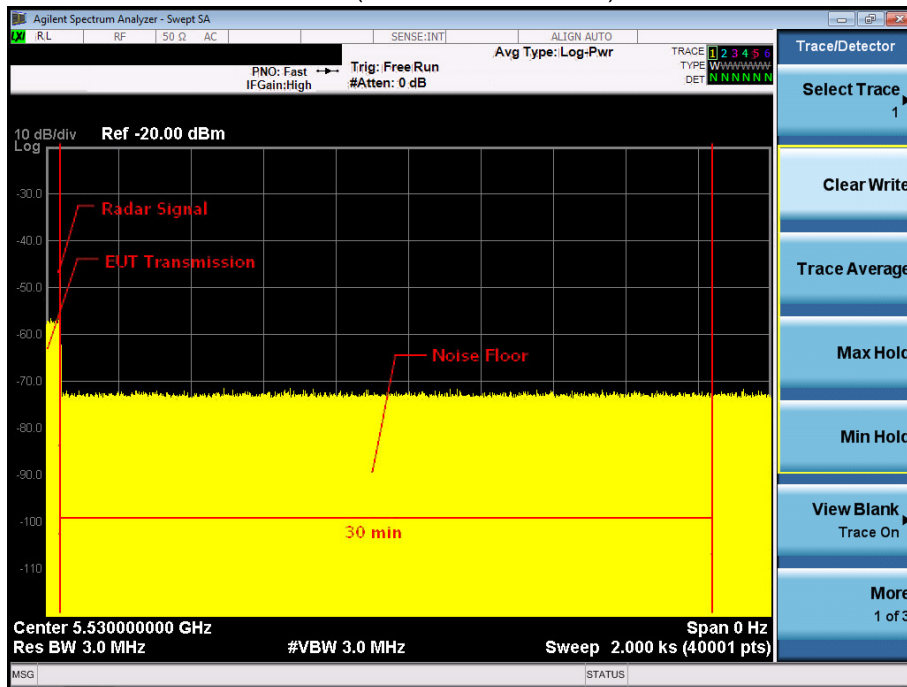 Agilent Spectrum Analyzer - Swept SA
LXI RL RF 50 Ω AC SENSE:INT ALIGN AUTO
PNO: Fast
IFGain:High
Trig: Free Run
#Atten: 0 dB
Avg Type: Log-Pwr
TRACE 1 2 3 4 5 6
TYPE WWWWWW
DET N N N N N N
10 dB/div Ref -20.00 dBm
Log
-30.0
Radar Signal
-40.0
EUT Transmission
-50.0
-60.0
Noise Floor
-70.0
-80.0
-90.0
-100
30 min
-110
Center 5.530000000 GHz Span 0 Hz
Res BW 3.0 MHz #VBW 3.0 MHz Sweep 2.000 ks (40001 pts)
MSG STATUS
Trace/Detector
Select Trace
1
Clear Write
Trace Average
Max Hold
Min Hold
View Blank
Trace On
More
1 of 3